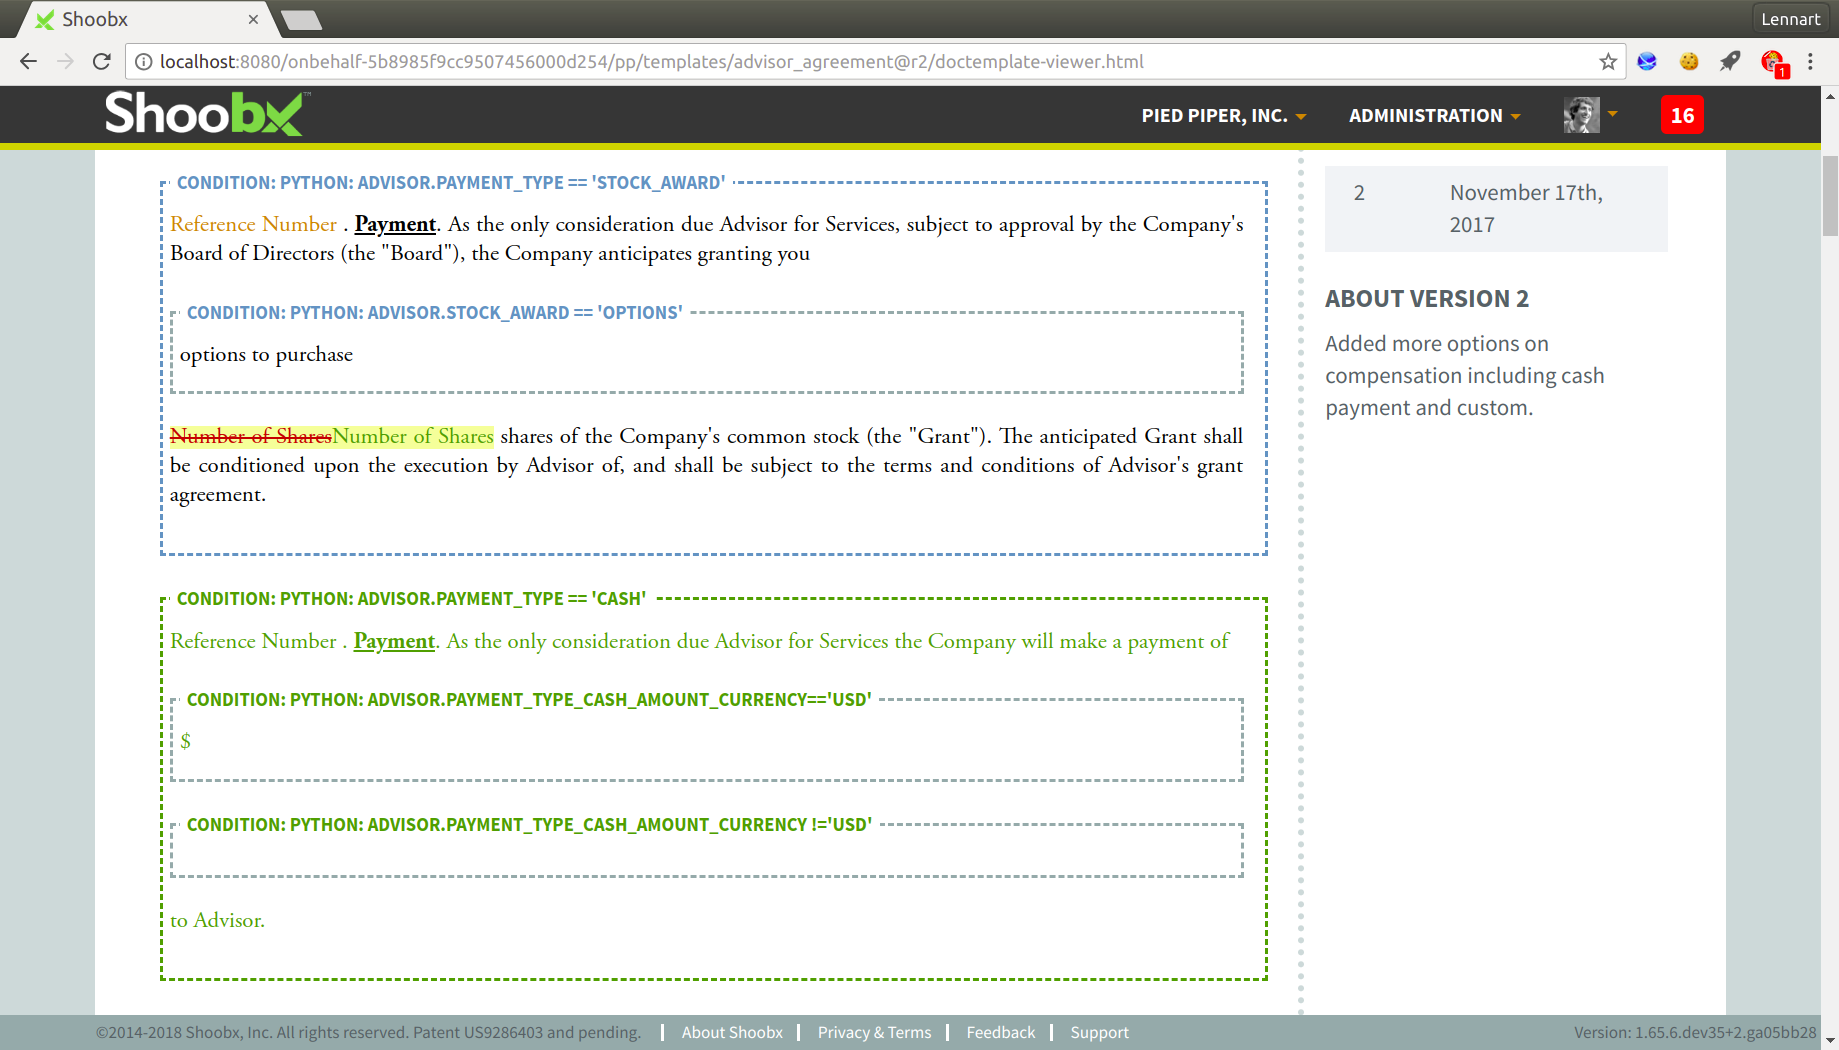 Shoobx
Lennart
localhost:8080/onbehalf-5b8985f9cc9507456000d254/pp/templates/advisor_agreement@r2/doctemplate-viewer.html
1
Shoobx™
PIED PIPER, INC.
ADMINISTRATION
16
CONDITION: PYTHON: ADVISOR.PAYMENT_TYPE == 'STOCK_AWARD'
Reference Number . Payment. As the only consideration due Advisor for Services, subject to approval by the Company's
Board of Directors (the "Board"), the Company anticipates granting you
CONDITION: PYTHON: ADVISOR.STOCK_AWARD == 'OPTIONS'
options to purchase
Number of SharesNumber of Shares shares of the Company's common stock (the "Grant"). The anticipated Grant shall
be conditioned upon the execution by Advisor of, and shall be subject to the terms and conditions of Advisor's grant
agreement.
CONDITION: PYTHON: ADVISOR.PAYMENT_TYPE == 'CASH'
Reference Number . Payment. As the only consideration due Advisor for Services the Company will make a payment of
CONDITION: PYTHON: ADVISOR.PAYMENT_TYPE_CASH_AMOUNT_CURRENCY=='USD'
$
CONDITION: PYTHON: ADVISOR.PAYMENT_TYPE_CASH_AMOUNT_CURRENCY !='USD'
to Advisor.
2
November 17th,
2017
ABOUT VERSION 2
Added more options on
compensation including cash
payment and custom.
©2014-2018 Shoobx, Inc. All rights reserved. Patent US9286403 and pending.
About Shoobx
Privacy & Terms
Feedback
Support
Version: 1.65.6.dev35+2.ga05bb28